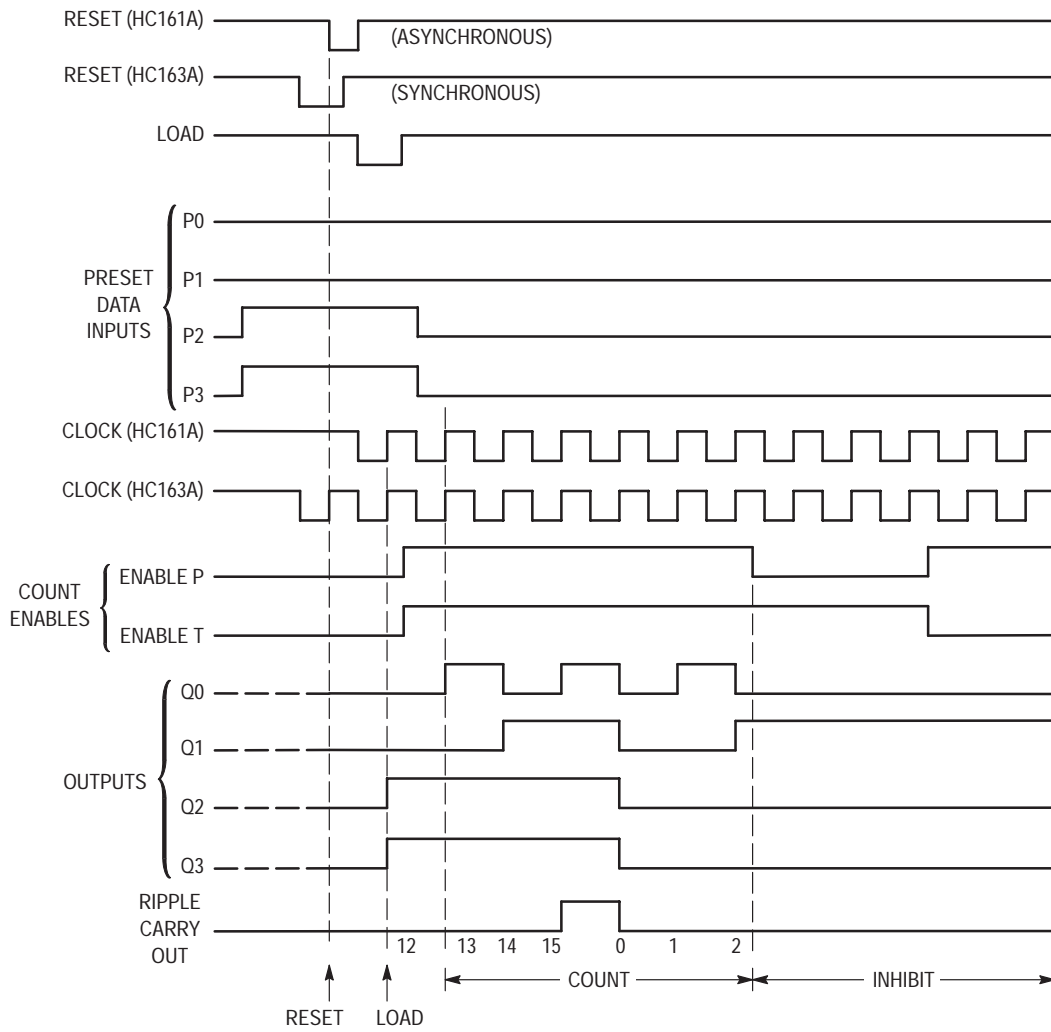 RESET (HC161A)
(ASYNCHRONOUS)
RESET (HC163A)
(SYNCHRONOUS)
LOAD
P0
P1
PRESET
DATA
INPUTS
P2
P3
CLOCK (HC161A)
CLOCK (HC163A)
COUNT
ENABLES
ENABLE P
ENABLE T
Q0
Q1
OUTPUTS
Q2
Q3
RIPPLE
CARRY
OUT
12 13 14 15 0 1 2
COUNT INHIBIT
RESET LOAD